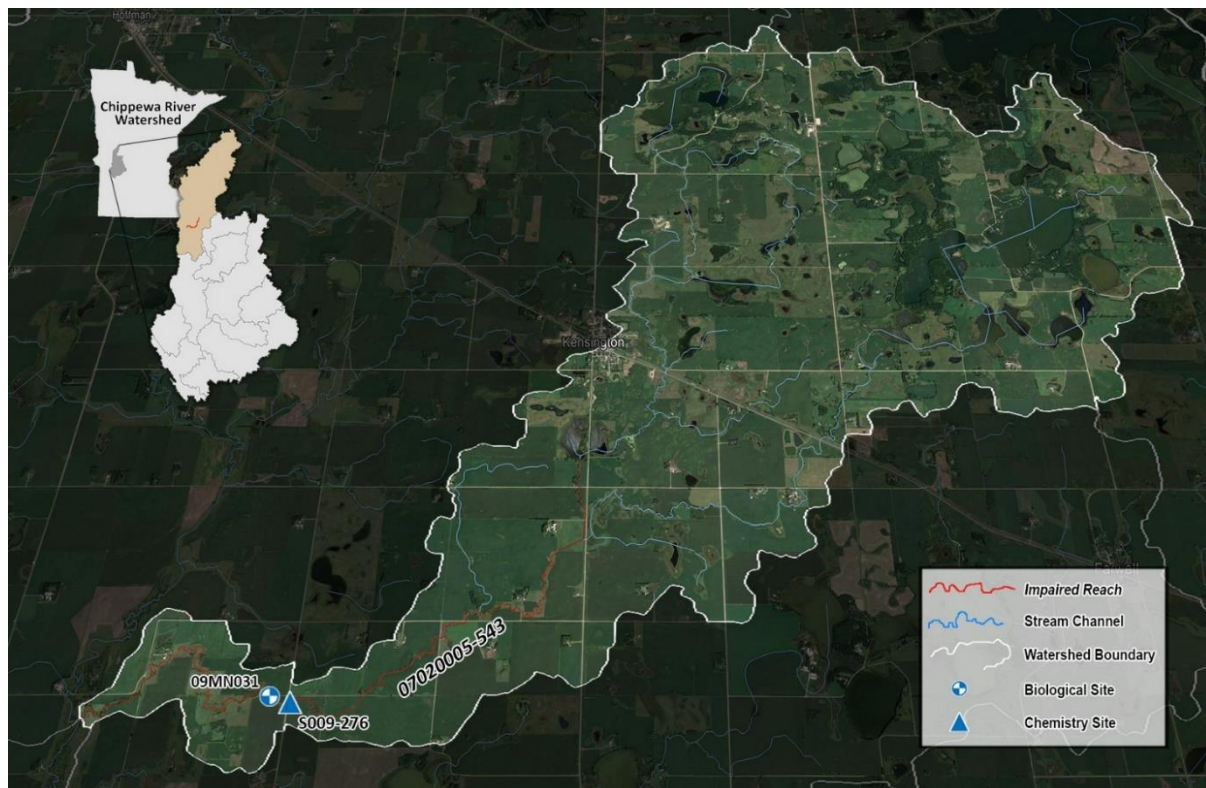 Hoffman
Chippewa River
Watershed
Kensington
Farwell
07020005-543
09MN031
S009-276
Impaired Reach
Stream Channel
Watershed Boundary
Biological Site
Chemistry Site